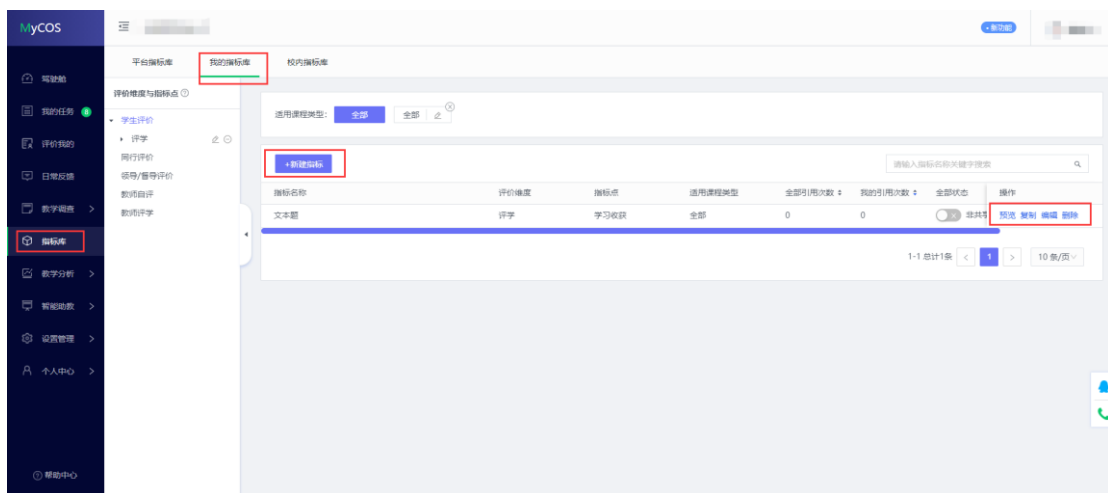 MyCOS
+新功能
平台指标库 我的指标库 校内指标库
驾驶舱
我的任务 6
评价我的
日常反馈
教学调查
指标库
教学分析
智能助教
设置管理
个人中心
帮助中心
评价维度与指标点
学生评价
评学
同行评价
领导/督导评价
教师自评
教师评学
适用课程类型: 全部 全部
+新建指标 请输入指标名称关键字搜索
指标名称 评价维度 指标点 适用课程类型 全部引用次数 我的引用次数 全部状态 操作
文本题 评学 学习收获 全部 0 0 非共享 预览 复制 编辑 删除
1-1 总计1条 < 1 > 10 条/页